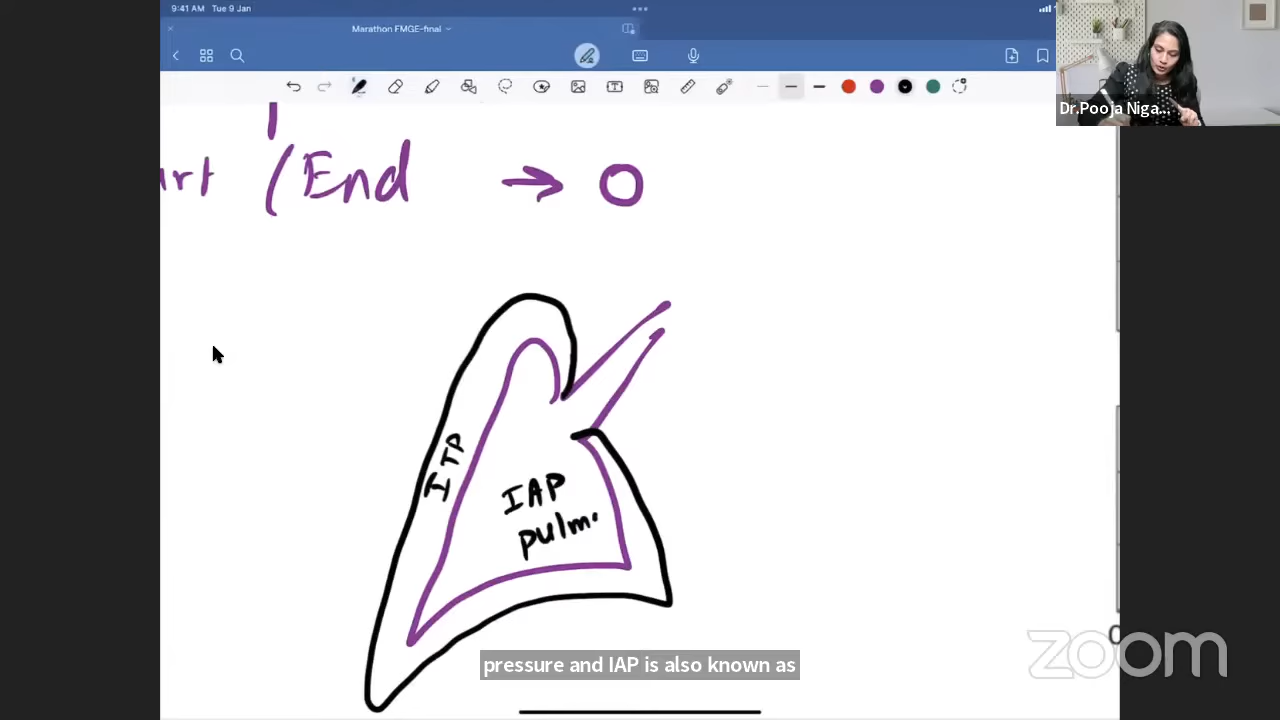 9:41 AM Tue 9 Jan
Marathon FMGE-final
Dr.Pooja Niga...
/ End → 0
ITP
IAP
pulm.
pressure and IAP is also known as
zoom